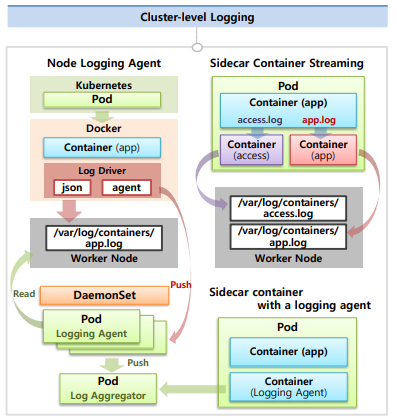 Cluster-level Logging
Node Logging Agent
Kubernetes
Pod
Docker
Container (app)
Log Driver
json
agent
/var/log/containers/
app.log
Worker Node
Read
Push
DaemonSet
Pod
Logging Agent
Push
Pod
Log Aggregator
Sidecar Container Streaming
Pod
Container (app)
access.log
app.log
Container
(access)
Container
(app)
/var/log/containers/
access.log
/var/log/containers/
app.log
Worker Node
Sidecar container
with a logging agent
Pod
Container (app)
Container
(Logging Agent)